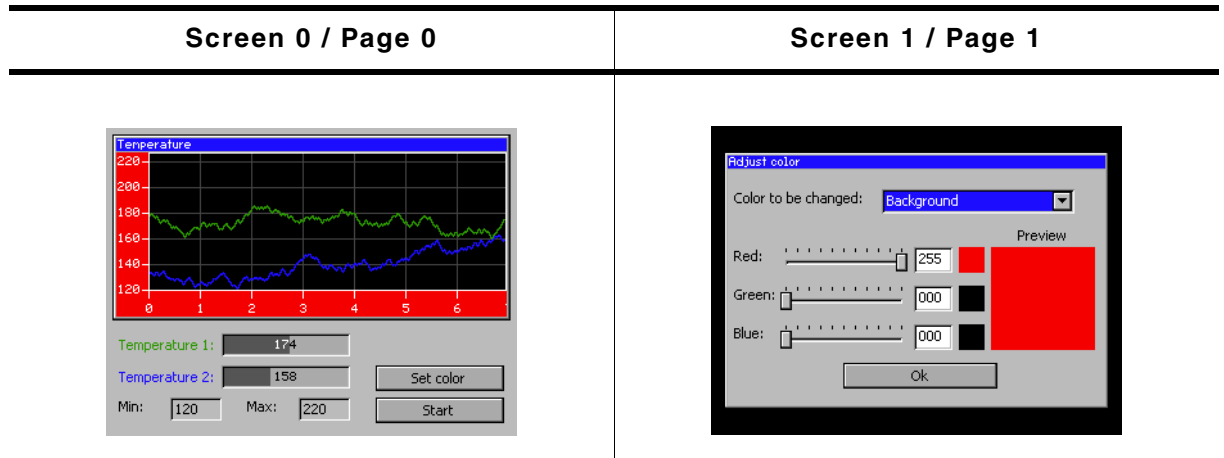 Screen 0 / Page 0
Screen 1 / Page 1
Temperature
220
200
180
160
140
120
0 1 2 3 4 5 6
Temperature 1: 174
Temperature 2: 158
Set color
Min: 120 Max: 220
Start
Adjust color
Color to be changed: Background
Preview
Red: 255
Green: 000
Blue: 000
Ok